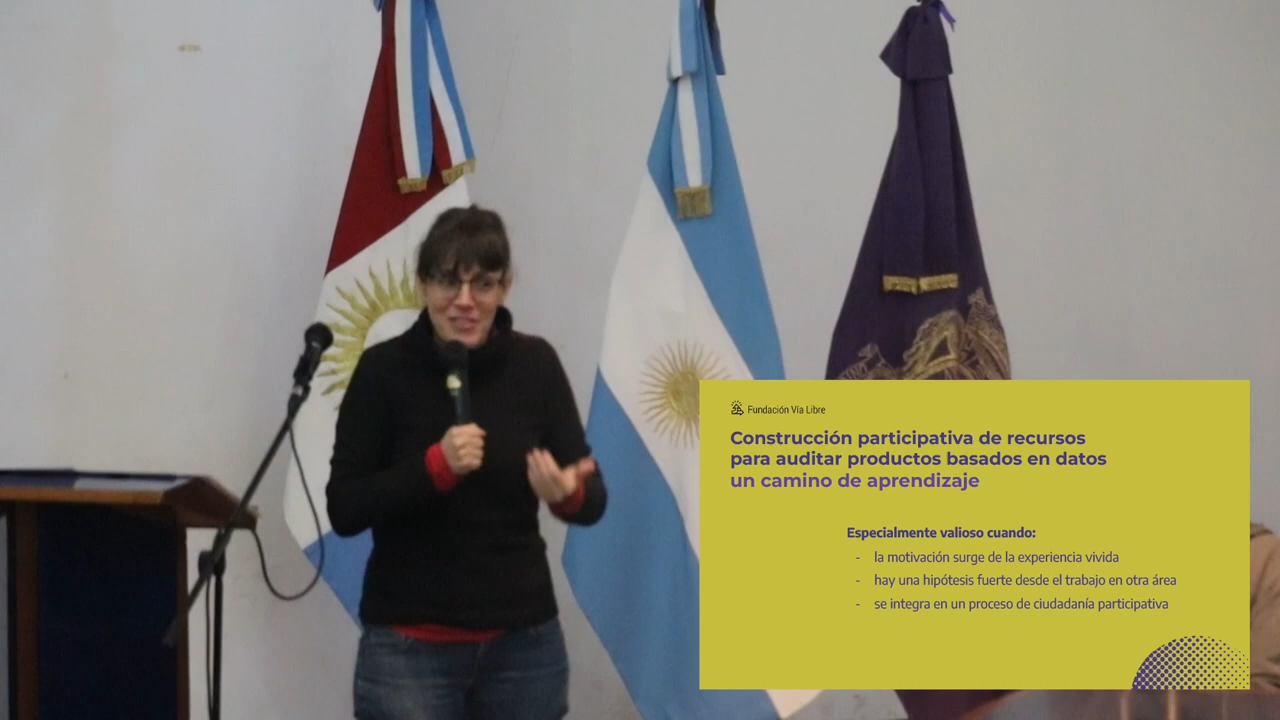 Fundación Vía Libre
Construcción participativa de recursos
para auditar productos basados en datos
un camino de aprendizaje
Especialmente valioso cuando:
- la motivación surge de la experiencia vivida
- hay una hipótesis fuerte desde el trabajo en otra área
- se integra en un proceso de ciudadanía participativa